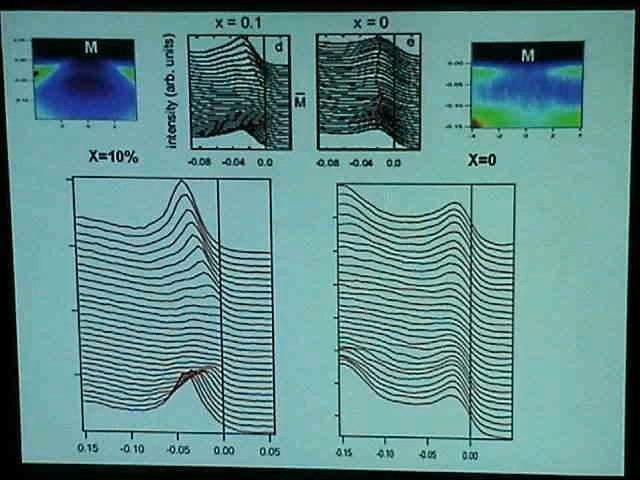 x = 0.1
x = 0
M
d
e
M
intensity (arb. units)
M
-0.08 -0.04 0.0
-0.08 -0.04 0.0
X=10%
X=0
0.15 -0.10 -0.05 0.00 0.05
-0.15 -0.10 -0.05 0.00